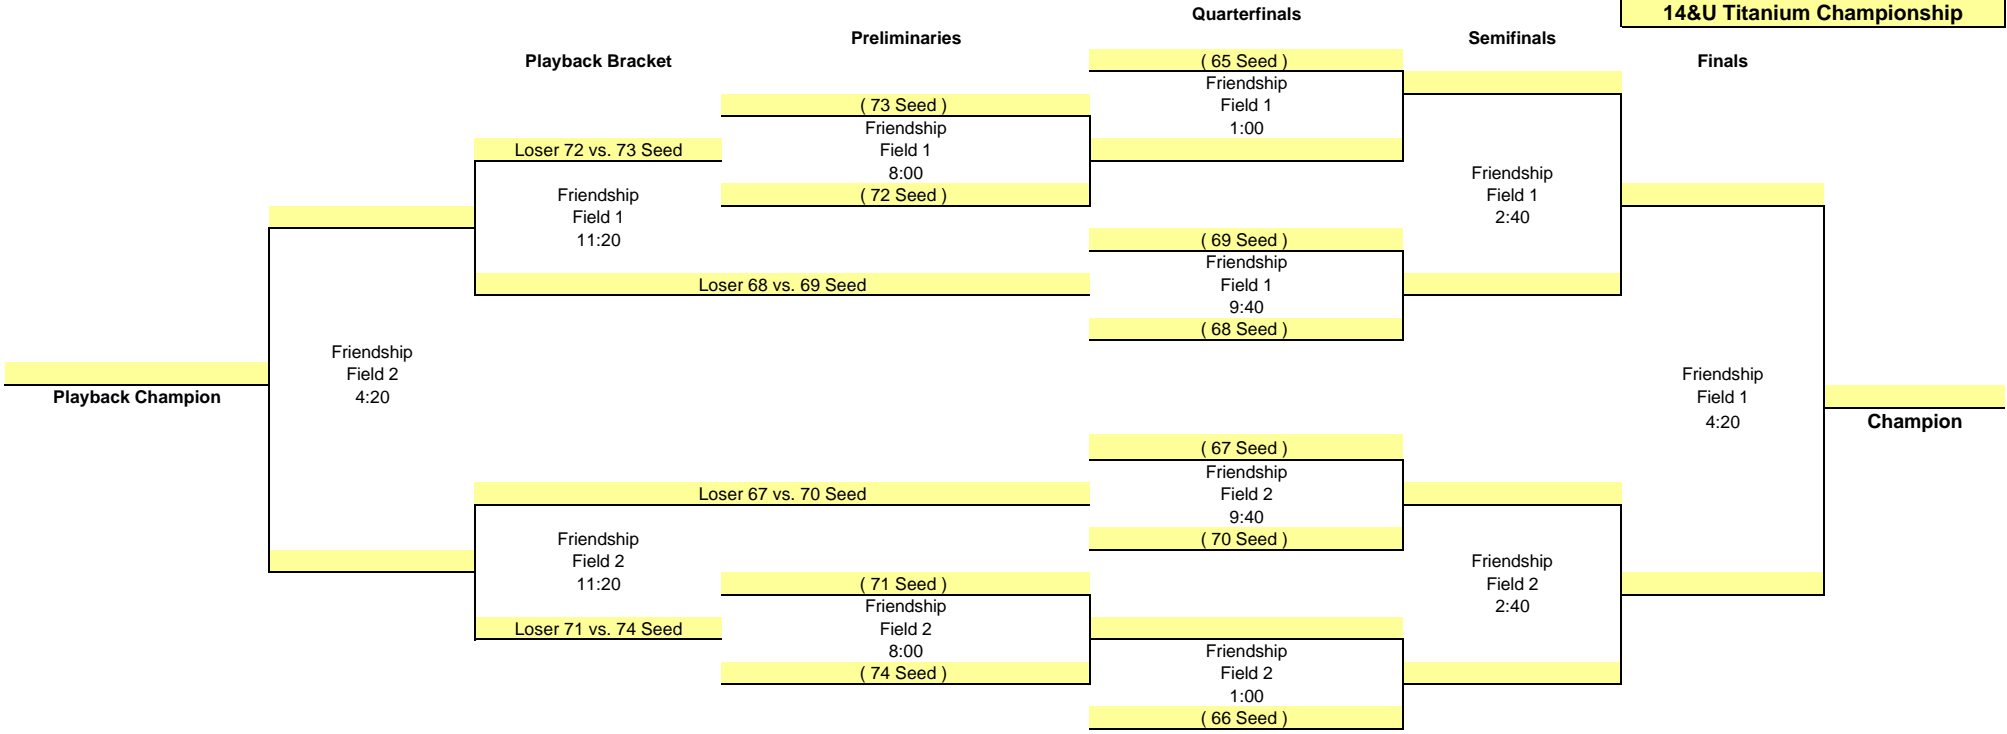 14&U Titanium Championship
Quarterfinals
Preliminaries
Semifinals
Playback Bracket
Finals
( 65 Seed )
Friendship
Field 1
1:00
( 73 Seed )
Friendship
Field 1
8:00
( 72 Seed )
Loser 72 vs. 73 Seed
Friendship
Field 1
11:20
Loser 68 vs. 69 Seed
( 69 Seed )
Friendship
Field 1
9:40
( 68 Seed )
Friendship
Field 1
2:40
Friendship
Field 2
4:20
Playback Champion
Friendship
Field 1
4:20
Champion
( 67 Seed )
Friendship
Field 2
9:40
( 70 Seed )
Loser 67 vs. 70 Seed
Friendship
Field 2
11:20
Loser 71 vs. 74 Seed
( 71 Seed )
Friendship
Field 2
8:00
( 74 Seed )
Friendship
Field 2
2:40
Friendship
Field 2
1:00
( 66 Seed )